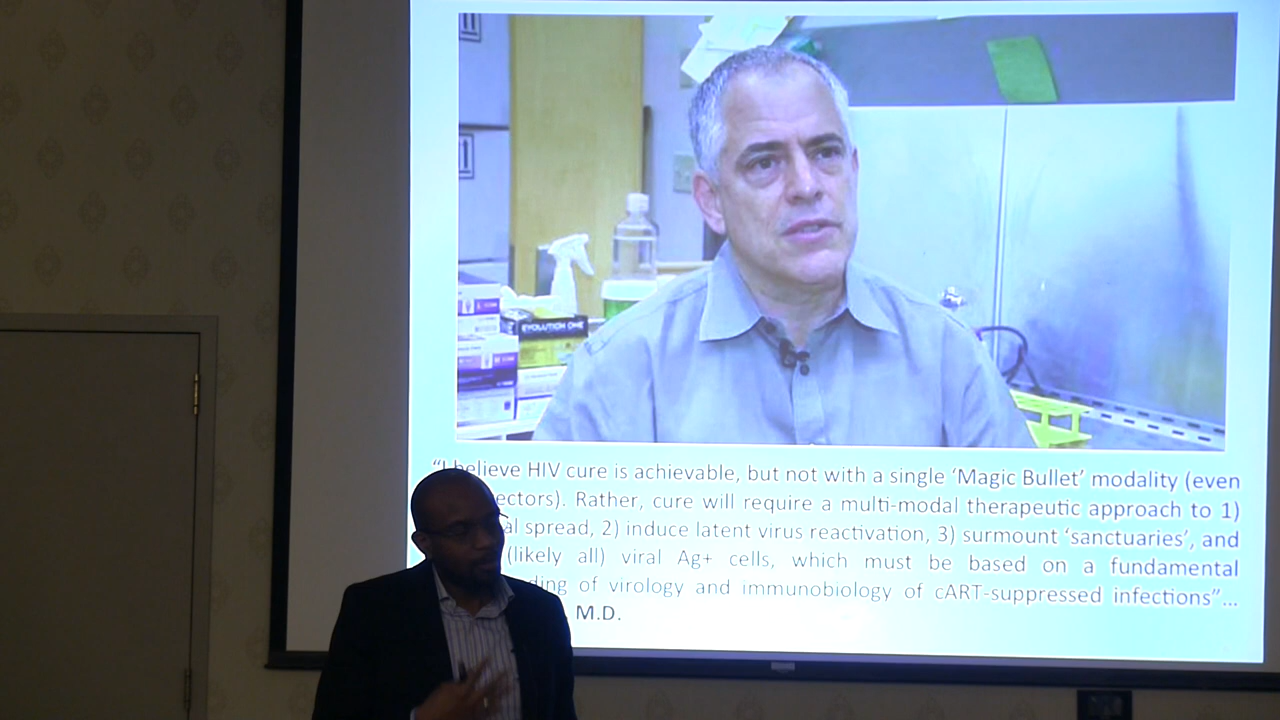 EVOLUTION ONE
“I believe HIV cure is achievable, but not with a single ‘Magic Bullet’ modality (even
ectors). Rather, cure will require a multi-modal therapeutic approach to 1)
al spread, 2) induce latent virus reactivation, 3) surmount ‘sanctuaries’, and
(likely all) viral Ag+ cells, which must be based on a fundamental
ding of virology and immunobiology of cART-suppressed infections”...
M.D.